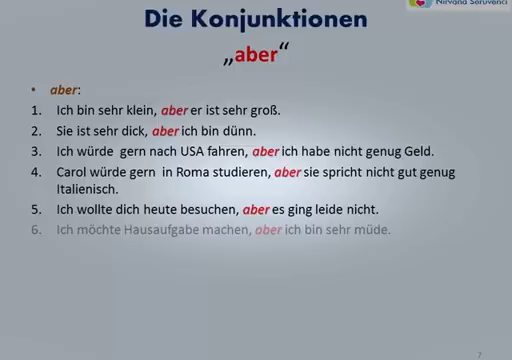 Nirvana Seruvenci
Die Konjunktionen
„aber“
• aber:
1. Ich bin sehr klein, aber er ist sehr groß.
2. Sie ist sehr dick, aber ich bin dünn.
3. Ich würde gern nach USA fahren, aber ich habe nicht genug Geld.
4. Carol würde gern in Roma studieren, aber sie spricht nicht gut genug
Italienisch.
5. Ich wollte dich heute besuchen, aber es ging leide nicht.
6. Ich möchte Hausaufgabe machen, aber ich bin sehr müde.
7